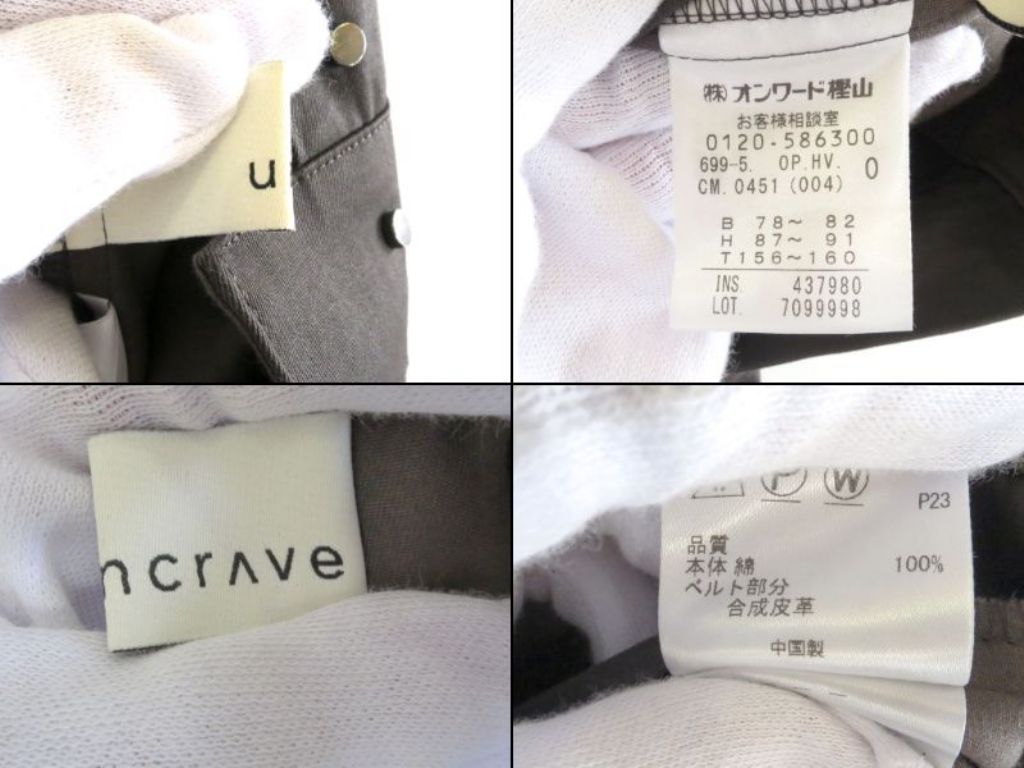 u
(株)オンワード樫山
お客様相談室
0120-586300
699-5. OP.HV. 0
CM. 0451 (004)
B 78～ 82
H 87～ 91
T156～160
INS. 437980
LOT. 7099998
ncrʌve
P W
P23
品質
本体 綿 100%
ベルト部分
合成皮革
中国製